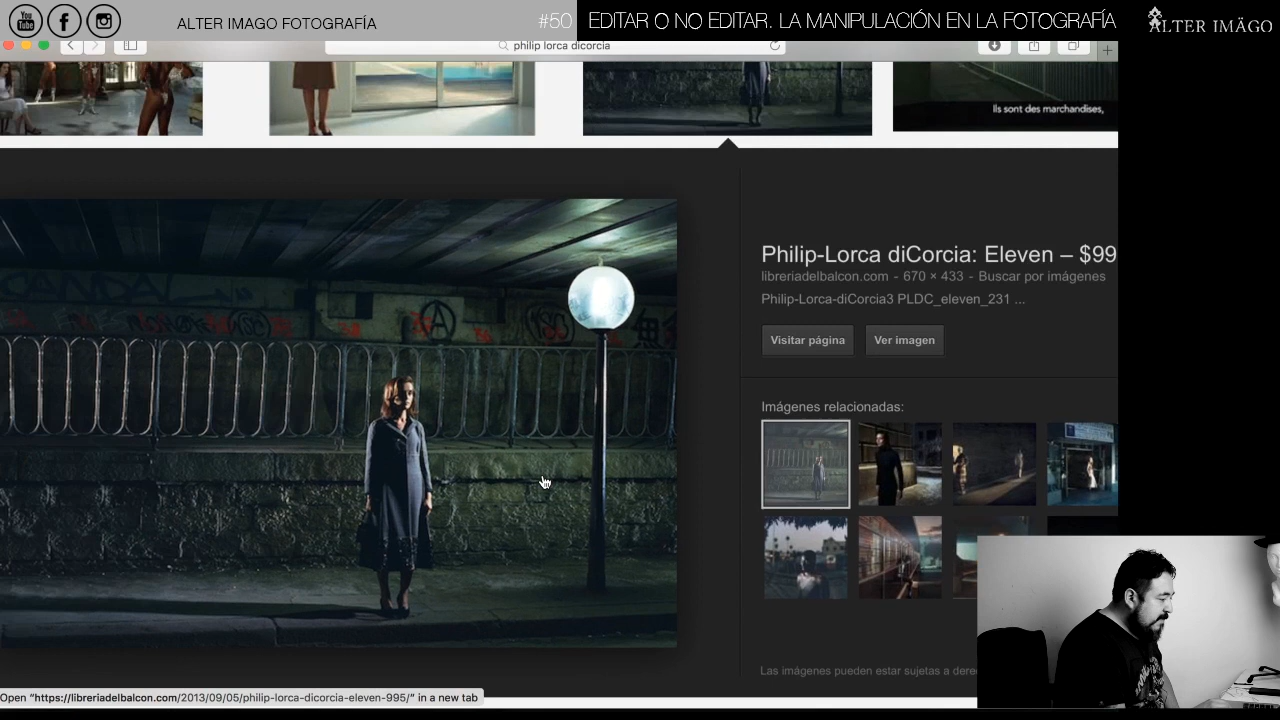 You
Tube
ALTER IMAGO FOTOGRAFÍA
#50
EDITAR O NO EDITAR. LA MANIPULACIÓN EN LA FOTOGRAFÍA
ALTER IMÄGO
philip lorca dicorcia
Ils sont des marchandises,
Philip-Lorca diCorcia: Eleven – $99
libreriadelbalcon.com - 670 × 433 - Buscar por imágenes
Philip-Lorca-diCorcia3 PLDC_eleven_231 ...
Visitar página
Ver imagen
Imágenes relacionadas:
Las imágenes pueden estar sujetas a dere
Open “https://libreriadelbalcon.com/2013/09/05/philip-lorca-dicorcia-eleven-995/” in a new tab